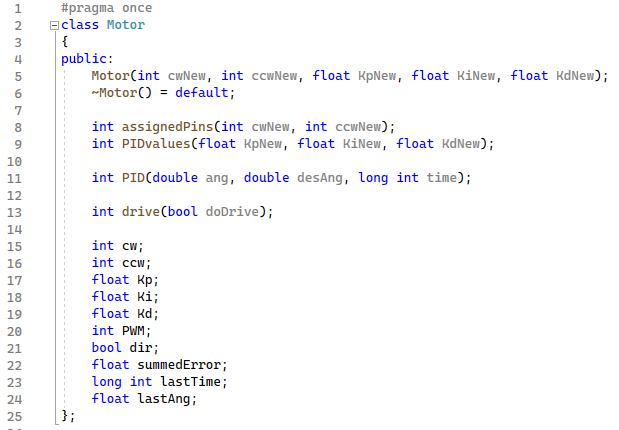 1 #pragma once
2 class Motor
3 {
4 public:
5 Motor(int cwNew, int ccwNew, float KpNew, float KiNew, float KdNew);
6 ~Motor() = default;
7
8 int assignedPins(int cwNew, int ccwNew);
9 int PIDvalues(float KpNew, float KiNew, float KdNew);
10
11 int PID(double ang, double desAng, long int time);
12
13 int drive(bool doDrive);
14
15 int cw;
16 int ccw;
17 float Kp;
18 float Ki;
19 float Kd;
20 int PWM;
21 bool dir;
22 float summedError;
23 long int lastTime;
24 float lastAng;
25 };